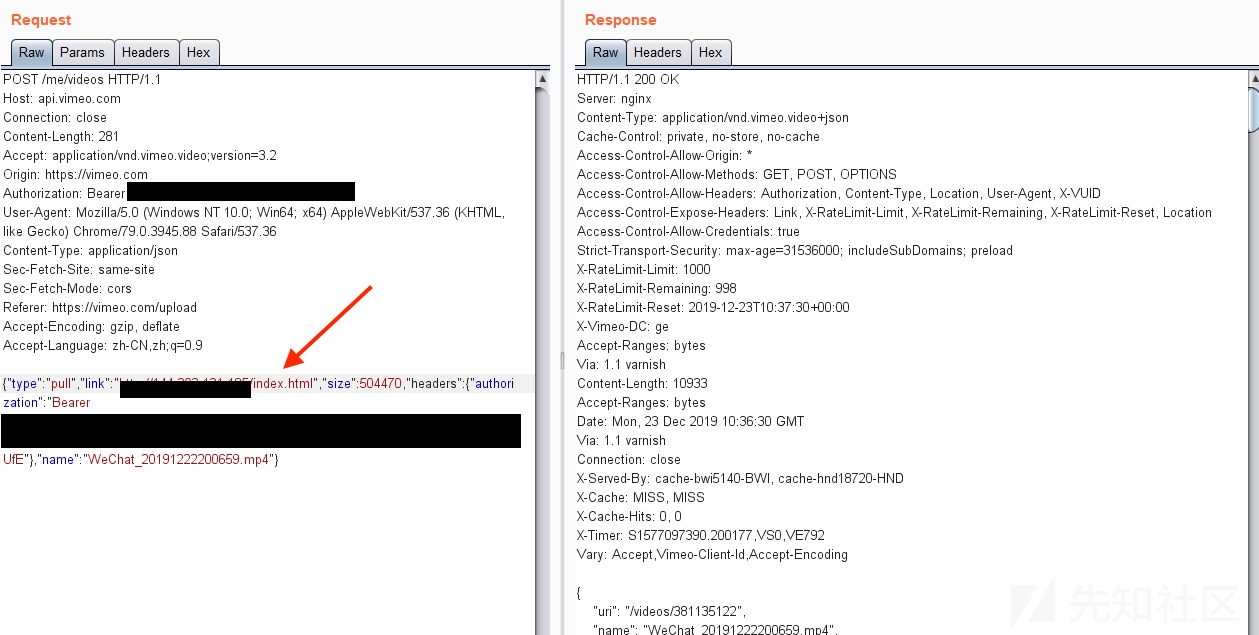 Request
Raw
Params
Headers
Hex
POST /me/videos HTTP/1.1
Host: api.vimeo.com
Connection: close
Content-Length: 281
Accept: application/vnd.vimeo.video;version=3.2
Origin: https://vimeo.com
Authorization: Bearer
User-Agent: Mozilla/5.0 (Windows NT 10.0; Win64; x64) AppleWebKit/537.36 (KHTML,
like Gecko) Chrome/79.0.3945.88 Safari/537.36
Content-Type: application/json
Sec-Fetch-Site: same-site
Sec-Fetch-Mode: cors
Referer: https://vimeo.com/upload
Accept-Encoding: gzip, deflate
Accept-Language: zh-CN,zh;q=0.9
{"type":"pull","link":" /index.html","size":504470,"headers":{"authori
zation":"Bearer
UfE"},"name":"WeChat_20191222200659.mp4"}
Response
Raw
Headers
Hex
HTTP/1.1 200 OK
Server: nginx
Content-Type: application/vnd.vimeo.video+json
Cache-Control: private, no-store, no-cache
Access-Control-Allow-Origin: *
Access-Control-Allow-Methods: GET, POST, OPTIONS
Access-Control-Allow-Headers: Authorization, Content-Type, Location, User-Agent, X-VUID
Access-Control-Expose-Headers: Link, X-RateLimit-Limit, X-RateLimit-Remaining, X-RateLimit-Reset, Location
Access-Control-Allow-Credentials: true
Strict-Transport-Security: max-age=31536000; includeSubDomains; preload
X-RateLimit-Limit: 1000
X-RateLimit-Remaining: 998
X-RateLimit-Reset: 2019-12-23T10:37:30+00:00
X-Vimeo-DC: ge
Accept-Ranges: bytes
Via: 1.1 varnish
Content-Length: 10933
Accept-Ranges: bytes
Date: Mon, 23 Dec 2019 10:36:30 GMT
Via: 1.1 varnish
Connection: close
X-Served-By: cache-bwi5140-BWI, cache-hnd18720-HND
X-Cache: MISS, MISS
X-Cache-Hits: 0, 0
X-Timer: S1577097390.200177,VS0,VE792
Vary: Accept,Vimeo-Client-Id,Accept-Encoding
{
"uri": "/videos/381135122",
"name": "WeChat_20191222200659.mp4",
先知社区